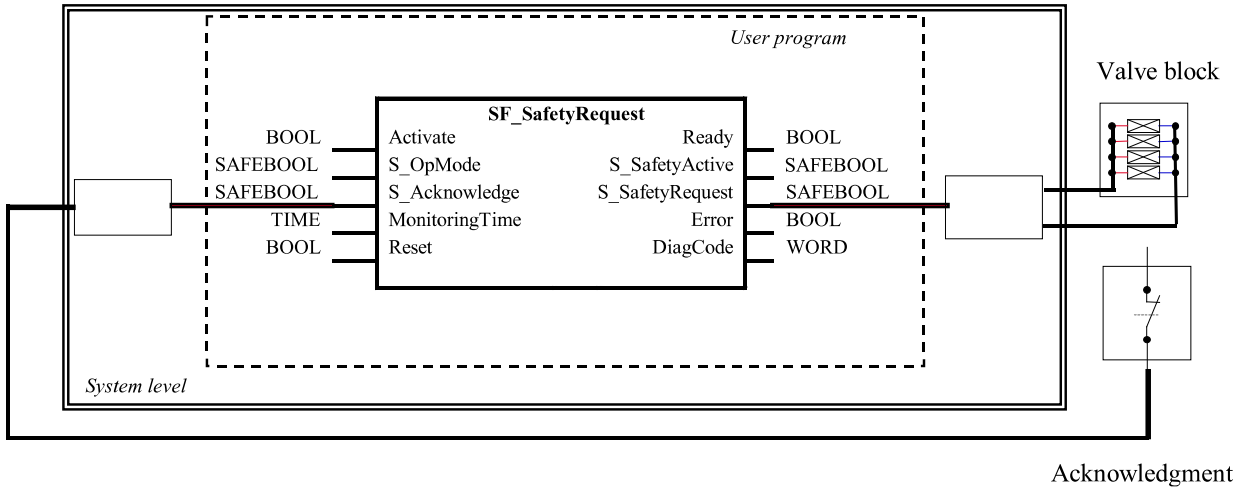 User program
Valve block
SF_SafetyRequest
BOOL Activate Ready BOOL
SAFEBOOL S_OpMode S_SafetyActive SAFEBOOL
SAFEBOOL S_Acknowledge S_SafetyRequest SAFEBOOL
TIME MonitoringTime Error BOOL
BOOL Reset DiagCode WORD
System level
Acknowledgment